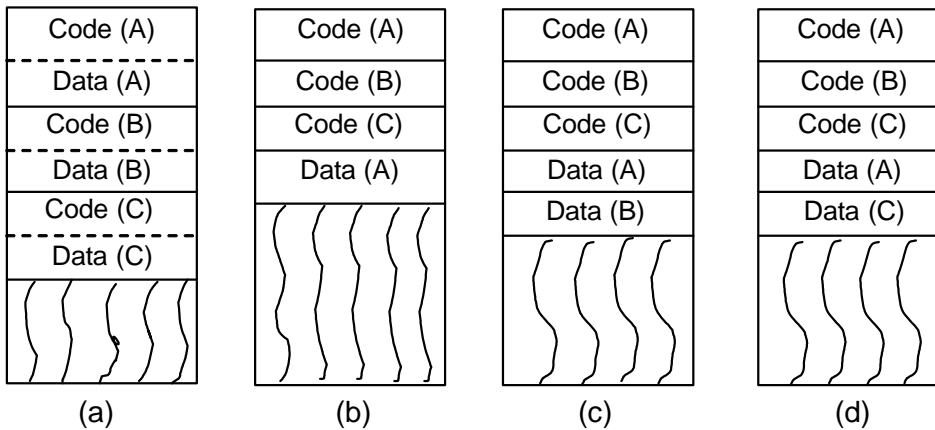 Code (A)
Data (A)
Code (B)
Data (B)
Code (C)
Data (C)
(a)
Code (A)
Code (B)
Code (C)
Data (A)
(b)
Code (A)
Code (B)
Code (C)
Data (A)
Data (B)
(c)
Code (A)
Code (B)
Code (C)
Data (A)
Data (C)
(d)